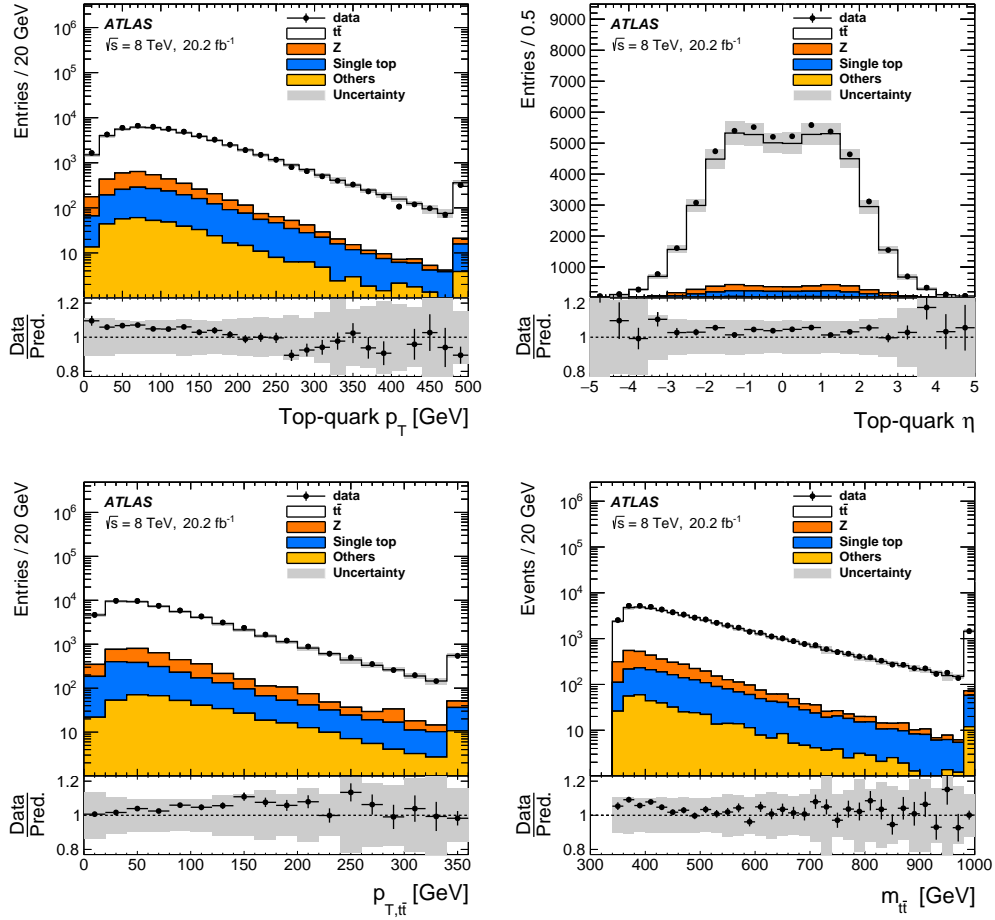 ATLAS
√s = 8 TeV, 20.2 fb⁻¹
data
tt̄
Z
Single top
Others
Uncertainty
Entries / 20 GeV
10⁶
10⁵
10⁴
10³
10²
10
Data
Pred.
1.2
1
0.8
0 50 100 150 200 250 300 350 400 450 500
Top-quark p_T [GeV]
ATLAS
√s = 8 TeV, 20.2 fb⁻¹
data
tt̄
Z
Single top
Others
Uncertainty
Entries / 0.5
9000
8000
7000
6000
5000
4000
3000
2000
1000
Data
Pred.
1.2
1
0.8
−5 −4 −3 −2 −1 0 1 2 3 4 5
Top-quark η
ATLAS
√s = 8 TeV, 20.2 fb⁻¹
data
tt̄
Z
Single top
Others
Uncertainty
Entries / 20 GeV
10⁶
10⁵
10⁴
10³
10²
10
Data
Pred.
1.2
1
0.8
0 50 100 150 200 250 300 350
p_T,tt̄ [GeV]
ATLAS
√s = 8 TeV, 20.2 fb⁻¹
data
tt̄
Z
Single top
Others
Uncertainty
Events / 20 GeV
10⁶
10⁵
10⁴
10³
10²
10
Data
Pred.
1.2
1
0.8
300 400 500 600 700 800 900 1000
m_tt̄ [GeV]